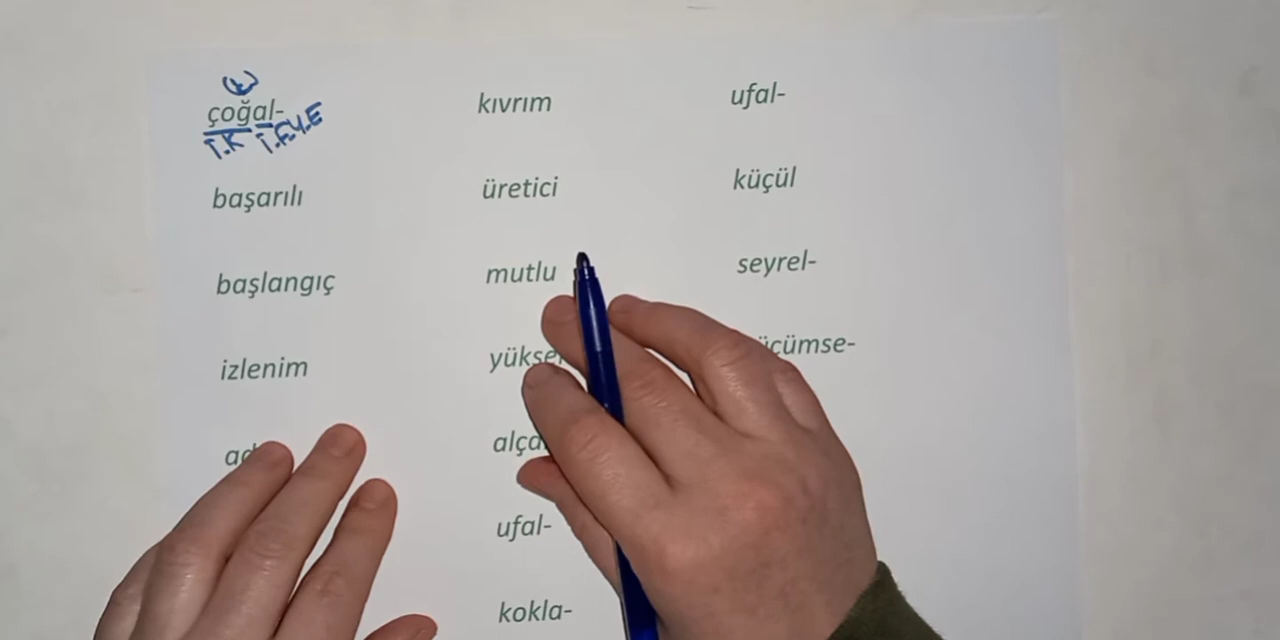 (k)
çoğal-
İ.K İ.F.Y.E
başarılı
başlangıç
izlenim
kıvrım
üretici
mutlu
ufal-
kokla-
ufal-
küçül
seyrel-